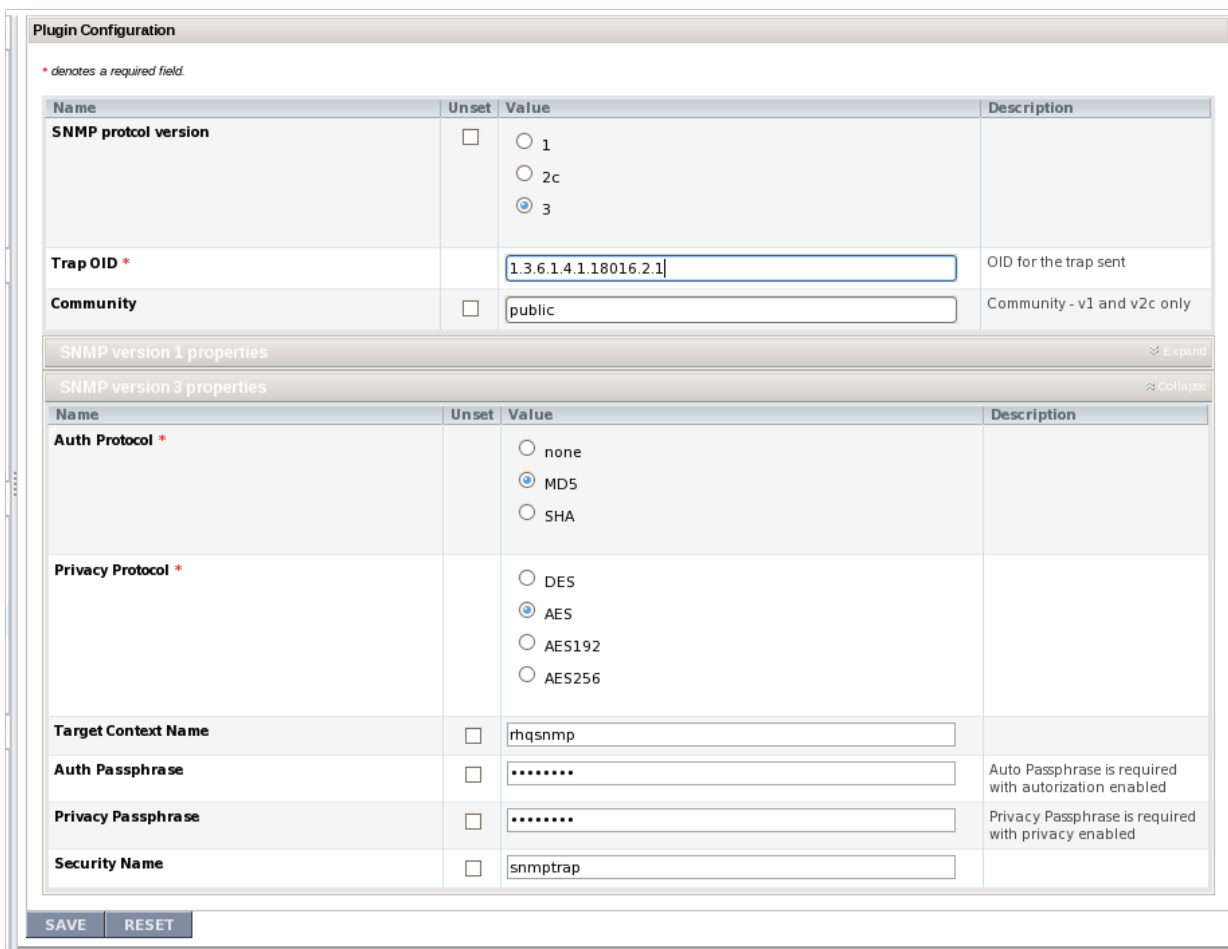 Plugin Configuration
* denotes a required field.
Name Unset Value Description
SNMP protcol version
1
2c
3
Trap OID * 1.3.6.1.4.1.18016.2.1 OID for the trap sent
Community public Community - v1 and v2c only
SNMP version 1 properties Expand
SNMP version 3 properties Collapse
Name Unset Value Description
Auth Protocol *
none
MD5
SHA
Privacy Protocol *
DES
AES
AES192
AES256
Target Context Name rhqsnmp
Auth Passphrase •••••••• Auto Passphrase is required
with autorization enabled
Privacy Passphrase •••••••• Privacy Passphrase is required
with privacy enabled
Security Name snmptrap
SAVE RESET